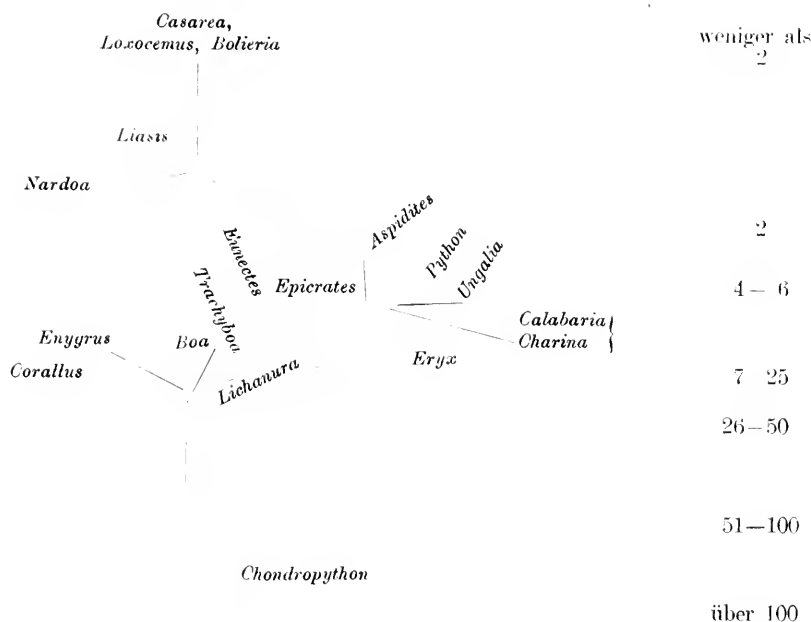 Casarea,
Loxocemus, Bolieria
weniger als
2
Liasis
Nardoa
Aspidites
Eunectes
Python
2
Trachyboa
Epicrates
Ungalia
4 — 6
Calabaria
Enygrus
Boa
Charina
Eryx
Corallus
Lichanura
7 25
26—50
51—100
Chondropython
über 100